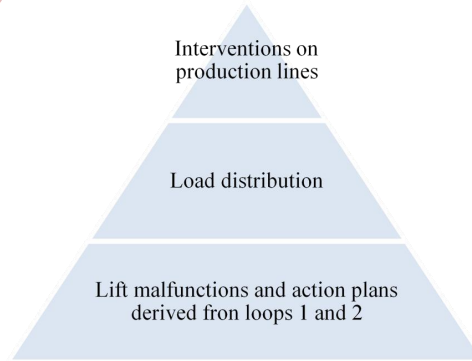 Interventions on
production lines
Load distribution
Lift malfunctions and action plans
derived fron loops 1 and 2